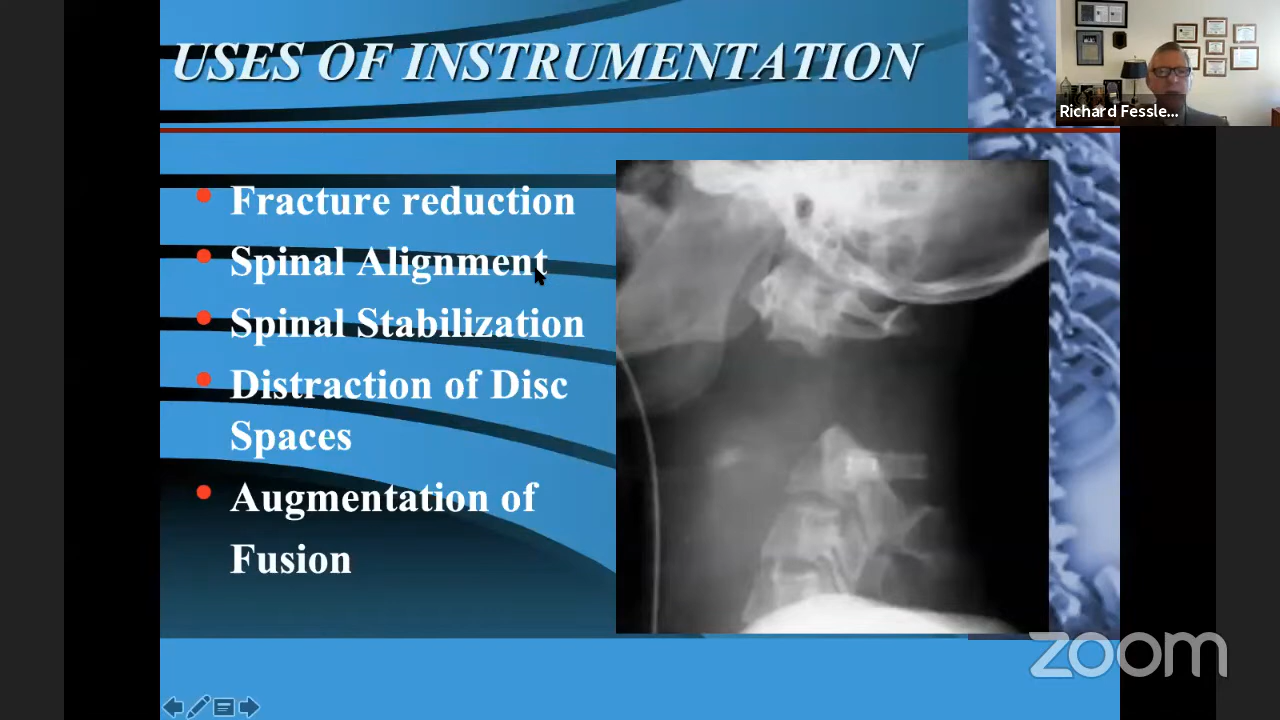 USES OF INSTRUMENTATION
Richard Fessle...
Fracture reduction
Spinal Alignment
Spinal Stabilization
Distraction of Disc
Spaces
Augmentation of
Fusion
zoom